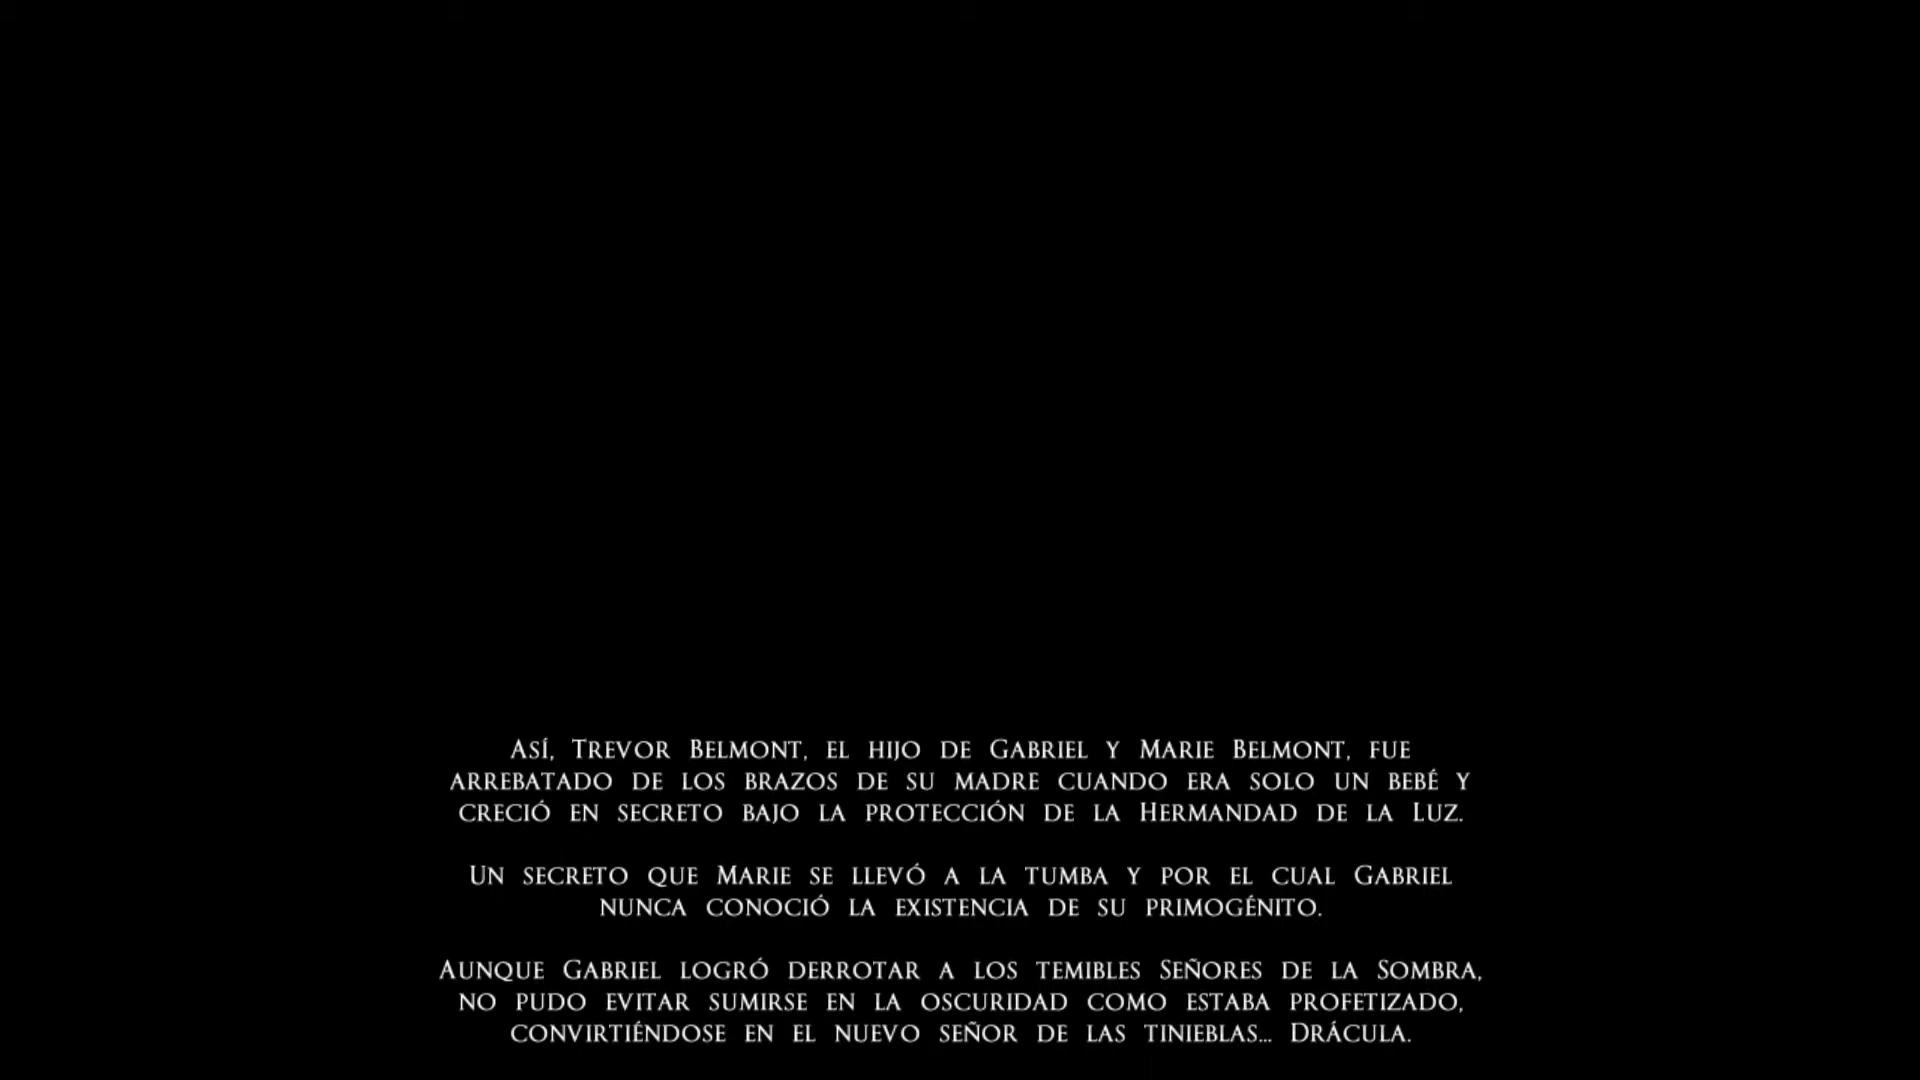 Así, Trevor Belmont, el hijo de Gabriel y Marie Belmont, fue
arrebatado de los brazos de su madre cuando era solo un bebé y
creció en secreto bajo la protección de la Hermandad de la Luz.
Un secreto que Marie se llevó a la tumba y por el cual Gabriel
nunca conoció la existencia de su primogénito.
Aunque Gabriel logró derrotar a los temibles Señores de la Sombra,
no pudo evitar sumirse en la oscuridad como estaba profetizado,
convirtiéndose en el nuevo señor de las tinieblas... Drácula.